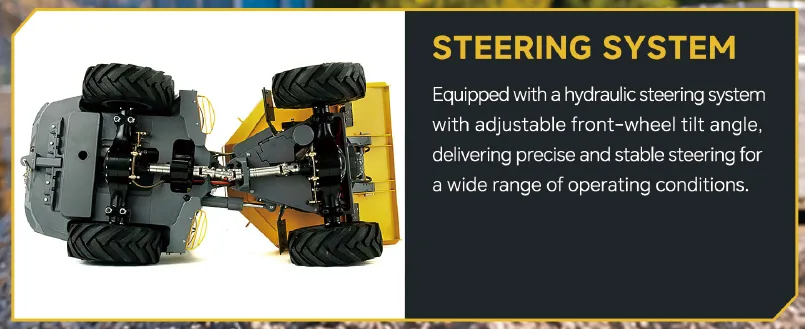 STEERING SYSTEM
Equipped with a hydraulic steering system
with adjustable front-wheel tilt angle,
delivering precise and stable steering for
a wide range of operating conditions.